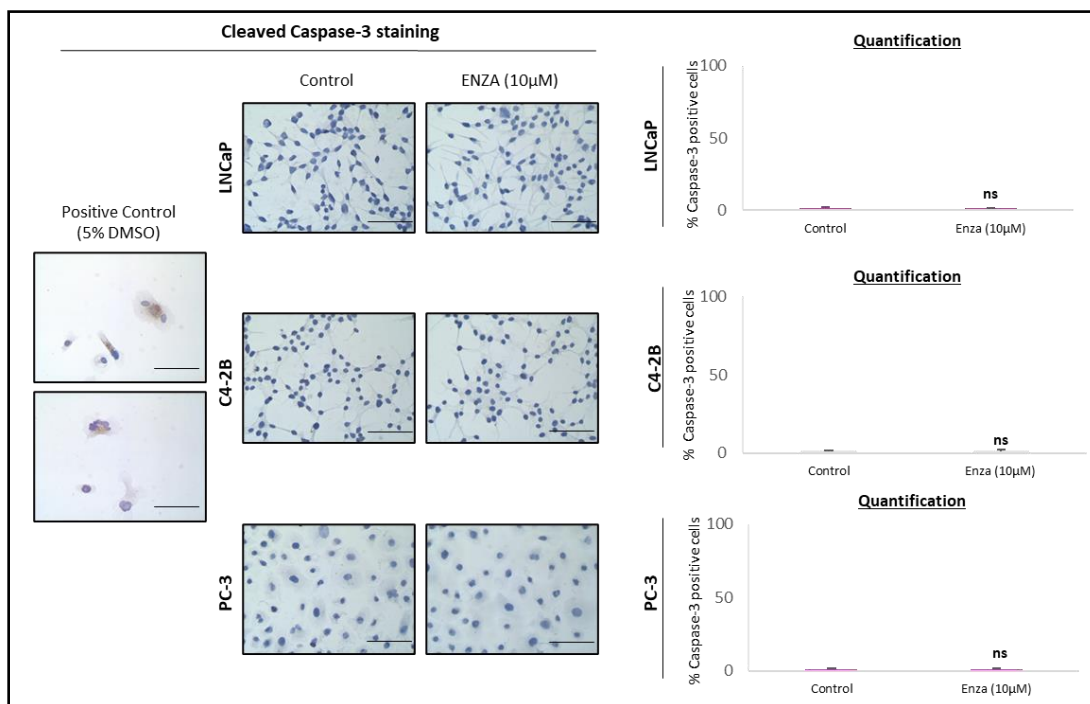 Cleaved Caspase-3 staining
Control
ENZA (10µM)
Positive Control
(5% DMSO)
LNCaP
C4-2B
PC-3
Quantification
LNCaP
% Caspase-3 positive cells
100
50
0
ns
Control
Enza (10µM)
Quantification
C4-2B
% Caspase-3 positive cells
100
50
0
ns
Control
Enza (10µM)
Quantification
PC-3
% Caspase-3 positive cells
100
50
0
ns
Control
Enza (10µM)